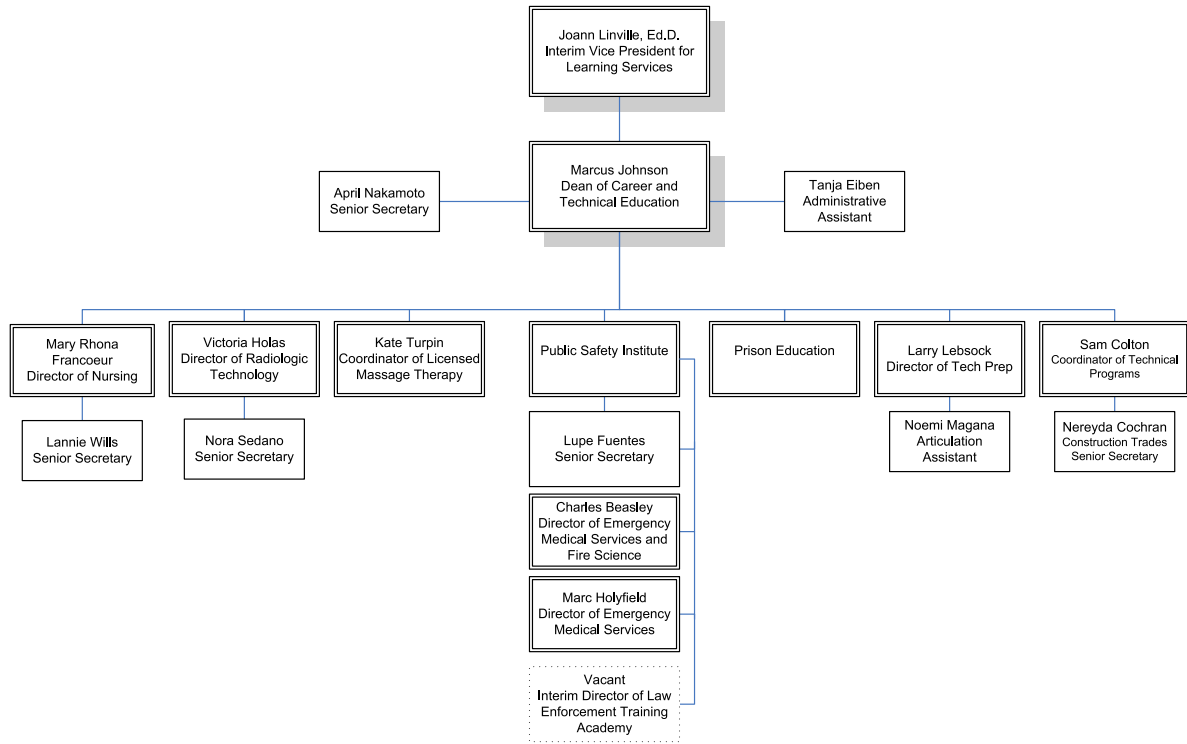 Joann Linville, Ed.D.
Interim Vice President for
Learning Services
Marcus Johnson
Dean of Career and
Technical Education
April Nakamoto
Senior Secretary
Tanja Eiben
Administrative
Assistant
Mary Rhona
Francoeur
Director of Nursing
Victoria Holas
Director of Radiologic
Technology
Kate Turpin
Coordinator of Licensed
Massage Therapy
Public Safety Institute
Prison Education
Larry Lebsock
Director of Tech Prep
Sam Colton
Coordinator of Technical
Programs
Lannie Wills
Senior Secretary
Nora Sedano
Senior Secretary
Lupe Fuentes
Senior Secretary
Noemi Magana
Articulation
Assistant
Nereyda Cochran
Construction Trades
Senior Secretary
Charles Beasley
Director of Emergency
Medical Services and
Fire Science
Marc Holyfield
Director of Emergency
Medical Services
Vacant
Interim Director of Law
Enforcement Training
Academy